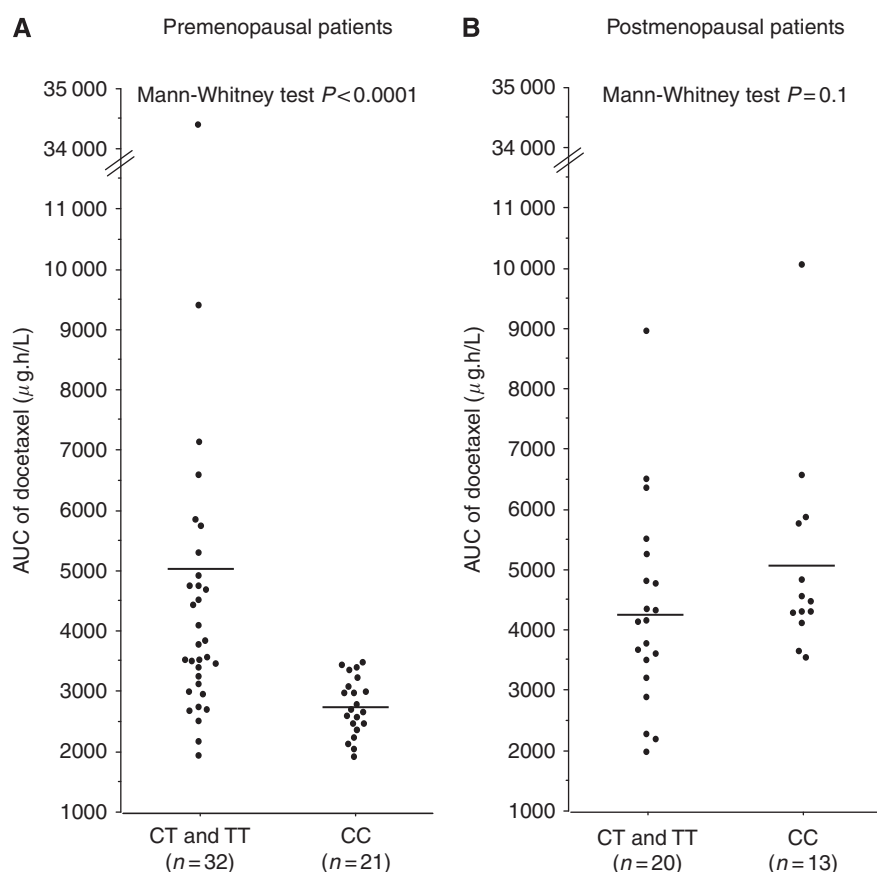 A Premenopausal patients
Mann-Whitney test P<0.0001
AUC of docetaxel (µg.h/L)
35 000
34 000
11 000
10 000
9000
8000
7000
6000
5000
4000
3000
2000
1000
CT and TT
(n=32)
CC
(n=21)
B Postmenopausal patients
Mann-Whitney test P=0.1
AUC of docetaxel (µg.h/L)
35 000
34 000
11 000
10 000
9000
8000
7000
6000
5000
4000
3000
2000
1000
CT and TT
(n=20)
CC
(n=13)